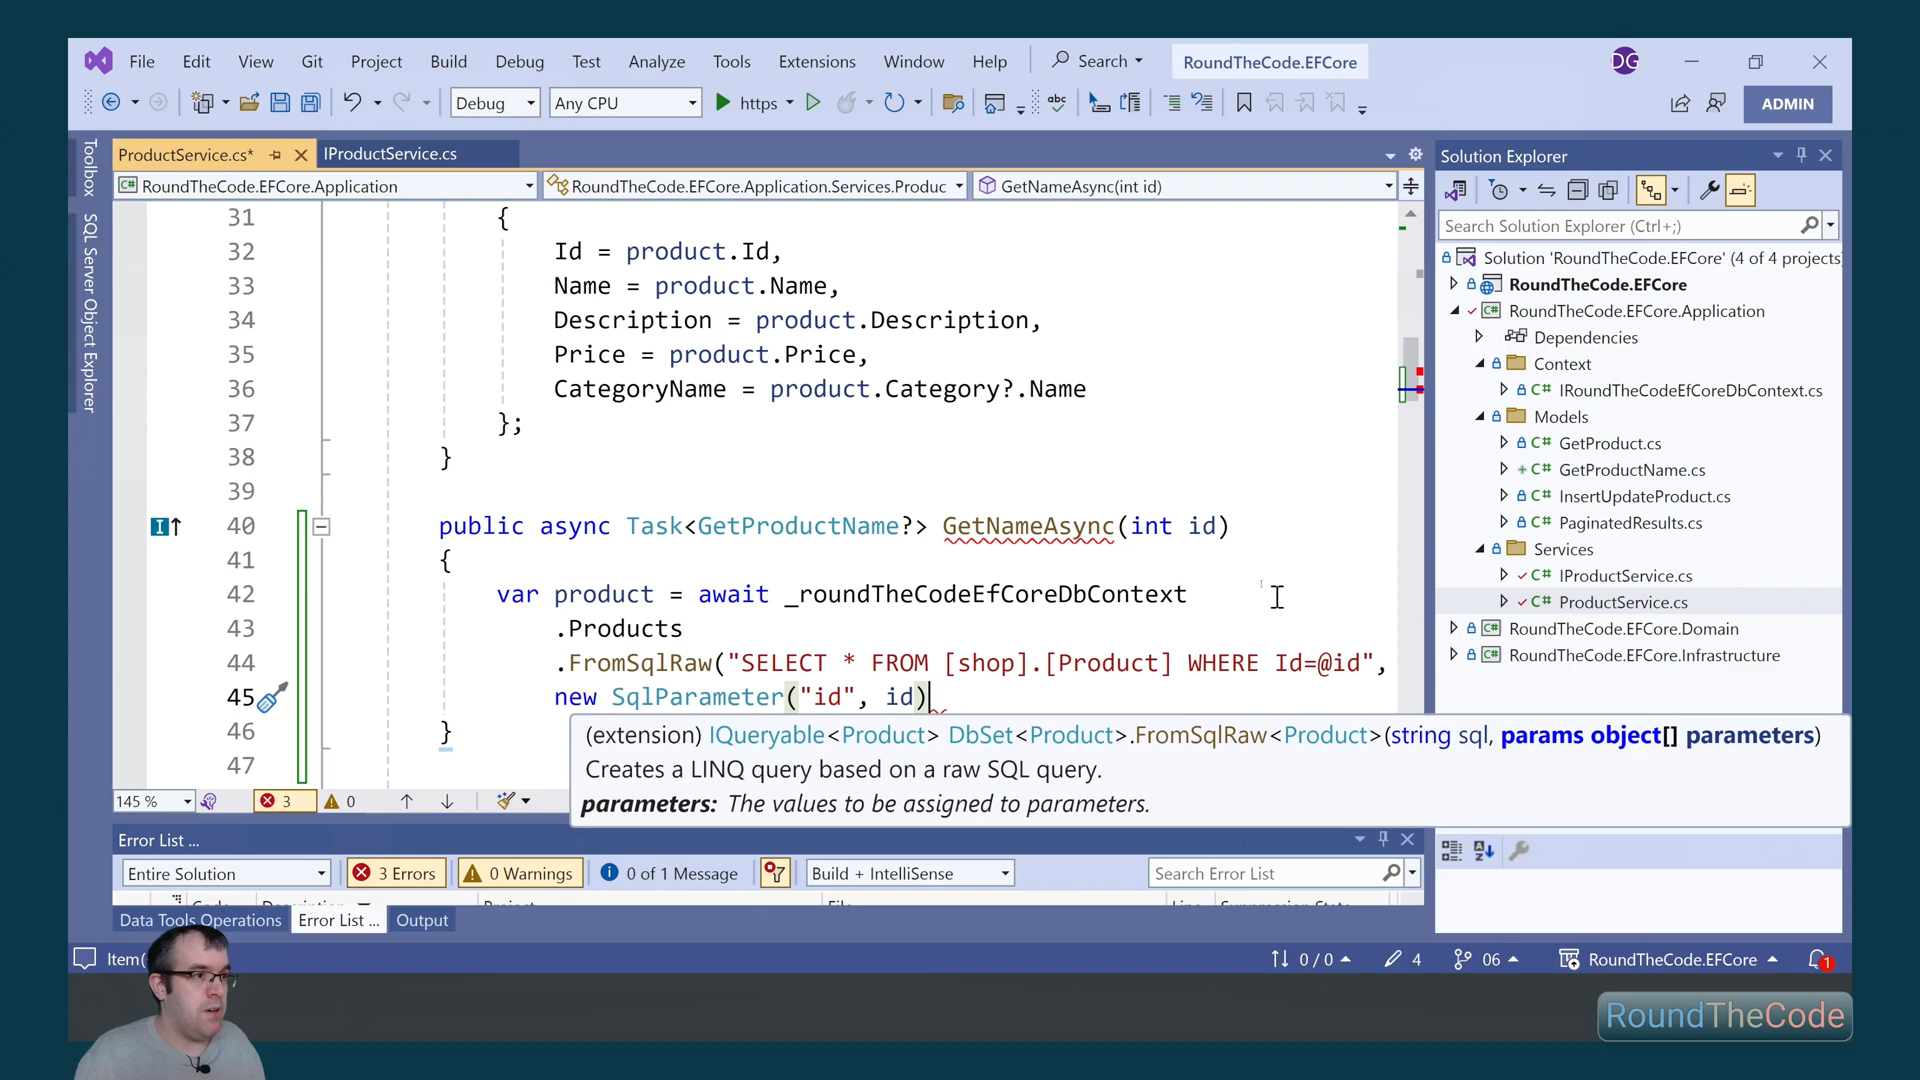 File Edit View Git Project Build Debug Test Analyze Tools Extensions Window Help Search RoundTheCode.EFCore DG
Debug Any CPU https ADMIN
ProductService.cs* IProductService.cs
RoundTheCode.EFCore.Application RoundTheCode.EFCore.Application.Services.Produc GetNameAsync(int id)
Toolbox
SQL Server Object Explorer
31 {
32 Id = product.Id,
33 Name = product.Name,
34 Description = product.Description,
35 Price = product.Price,
36 CategoryName = product.Category?.Name
37 };
38 }
39
40 public async Task<GetProductName?> GetNameAsync(int id)
41 {
42 var product = await _roundTheCodeEfCoreDbContext
43 .Products
44 .FromSqlRaw("SELECT * FROM [shop].[Product] WHERE Id=@id",
45 new SqlParameter("id", id)
46 }
47
(extension) IQueryable<Product> DbSet<Product>.FromSqlRaw<Product>(string sql, params object[] parameters)
Creates a LINQ query based on a raw SQL query.
parameters: The values to be assigned to parameters.
145 % 3 0
Solution Explorer
Search Solution Explorer (Ctrl+;)
Solution 'RoundTheCode.EFCore' (4 of 4 projects)
RoundTheCode.EFCore
RoundTheCode.EFCore.Application
Dependencies
Context
IRoundTheCodeEfCoreDbContext.cs
Models
GetProduct.cs
GetProductName.cs
InsertUpdateProduct.cs
PaginatedResults.cs
Services
IProductService.cs
ProductService.cs
RoundTheCode.EFCore.Domain
RoundTheCode.EFCore.Infrastructure
Error List ...
Entire Solution 3 Errors 0 Warnings 0 of 1 Message Build + IntelliSense Search Error List
Data Tools Operations Error List ... Output
Item( 0 / 0 4 06 RoundTheCode.EFCore 1
RoundTheCode